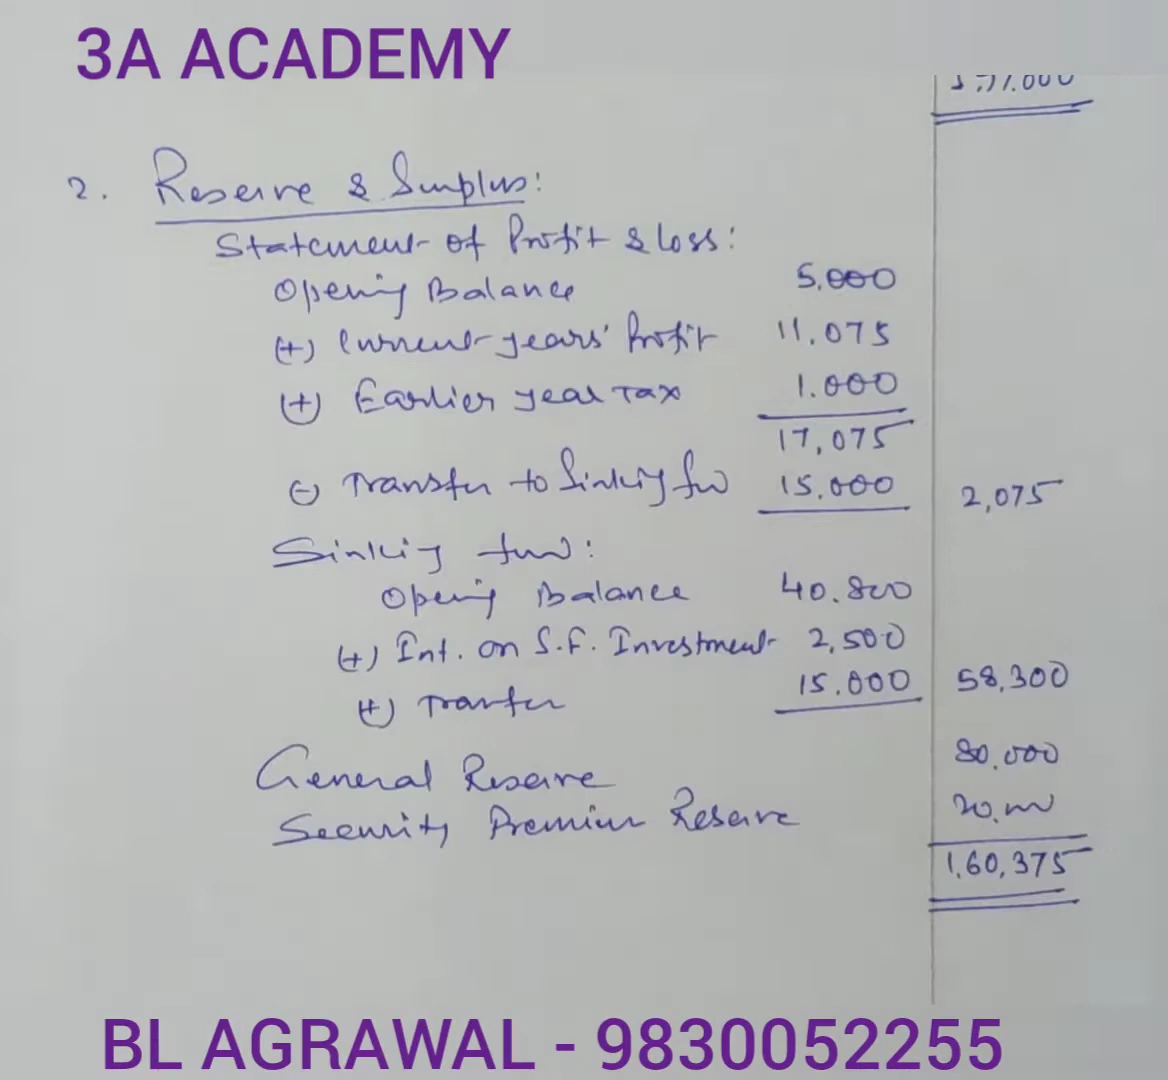 3A ACADEMY
2. Reserve & Surplus:
Statement of Profit & Loss:
Opening Balance 5.000
(+) Current years' Profit 11.075
(+) Earlier year Tax 1.000
17,075
(-) Transfer to Sinking fund 15.000 2,075
Sinking fund:
Opening Balance 40.800
(+) Int. on S.F. Investment 2,500
(+) Tranfer 15.000 58,300
General Reserve 80.000
Security Premium Reserve
1,60,375
BL AGRAWAL - 9830052255